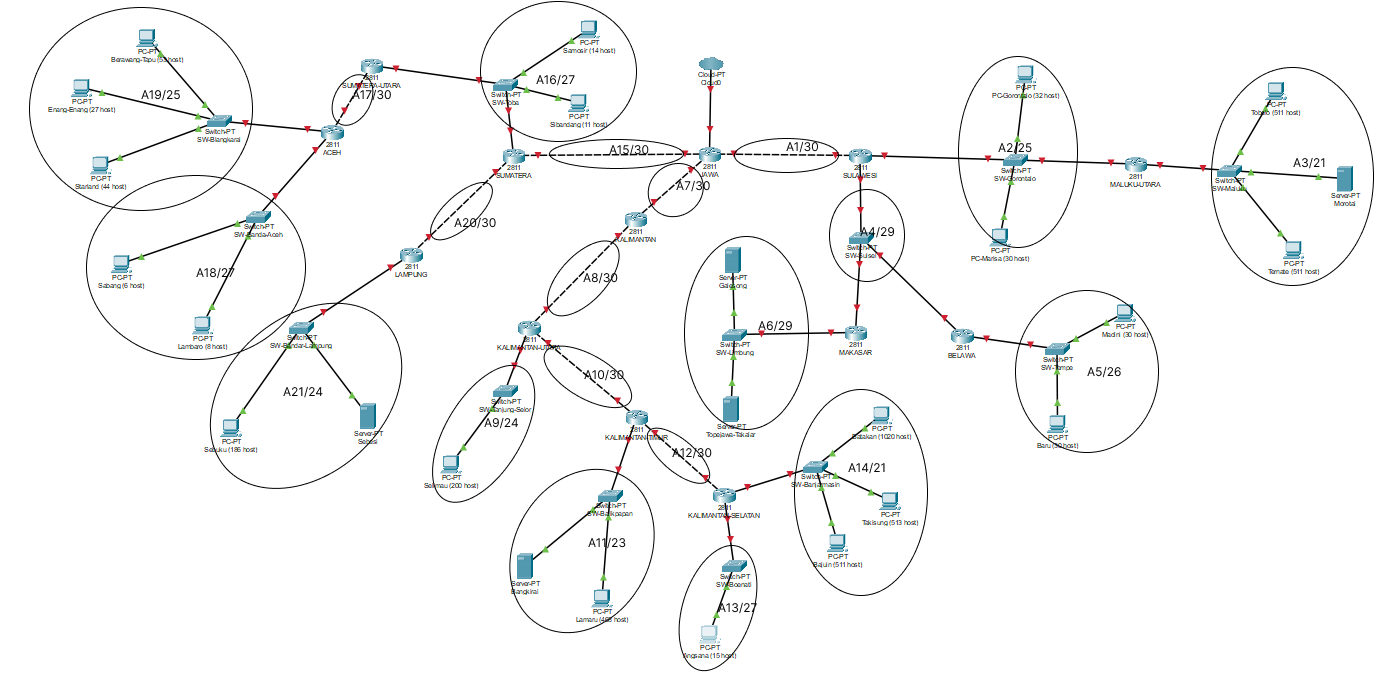 PC-PT
Berawang-Tapu (55 host)
PC-PT
Enang-Enang (27 host)
A19/25
PC-PT
Starland (44 host)
Switch-PT
SW-Blangkarai
2811
SUMATERA-UTARA
A17/30
2811
ACEH
PC-PT
Samosir (14 host)
A16/27
Switch-PT
SW-Toba
PC-PT
Sibandang (11 host)
Cloud-PT
Cloud0
2811
SUMATERA
A15/30
2811
JAWA
A1/30
2811
SULAWESI
A7/30
PC-PT
PC-Gorontalo (32 host)
A2/25
Switch-PT
SW-Gorontalo
PC-PT
PC-Marisa (30 host)
2811
MALUKU-UTARA
PC-PT
Tobelo (511 host)
A3/21
Switch-PT
SW-Maluku
Server-PT
Morotai
PC-PT
Ternate (511 host)
Switch-PT
SW-Banda-Aceh
PC-PT
Sabang (6 host)
A18/27
PC-PT
Lambaro (8 host)
A20/30
2811
LAMPUNG
2811
KALIMANTAN
A4/29
Switch-PT
SW-Sulsel
A8/30
Server-PT
Galesong
A6/29
Switch-PT
SW-Limbung
Server-PT
Topejawa-Takalar
2811
MAKASAR
2811
BELAWA
PC-PT
Madini (30 host)
Switch-PT
SW-Tempe
A5/26
PC-PT
Baru (30 host)
Switch-PT
SW-Bandar-Lampung
A21/24
PC-PT
Sebuku (186 host)
Server-PT
Sebesi
2811
KALIMANTAN-UTARA
A10/30
Switch-PT
SW-Tanjung-Selor
A9/24
PC-PT
Selimau (200 host)
2811
KALIMANTAN-TIMUR
A12/30
Switch-PT
SW-Balikpapan
A11/23
Server-PT
Bangkirai
PC-PT
Lamaru (465 host)
2811
KALIMANTAN-SELATAN
PC-PT
Batakan (1020 host)
A14/21
Switch-PT
SW-Banjarmasin
PC-PT
Takisung (513 host)
PC-PT
Bajuin (511 host)
Switch-PT
SW-Boenati
A13/27
PC-PT
Angsana (15 host)